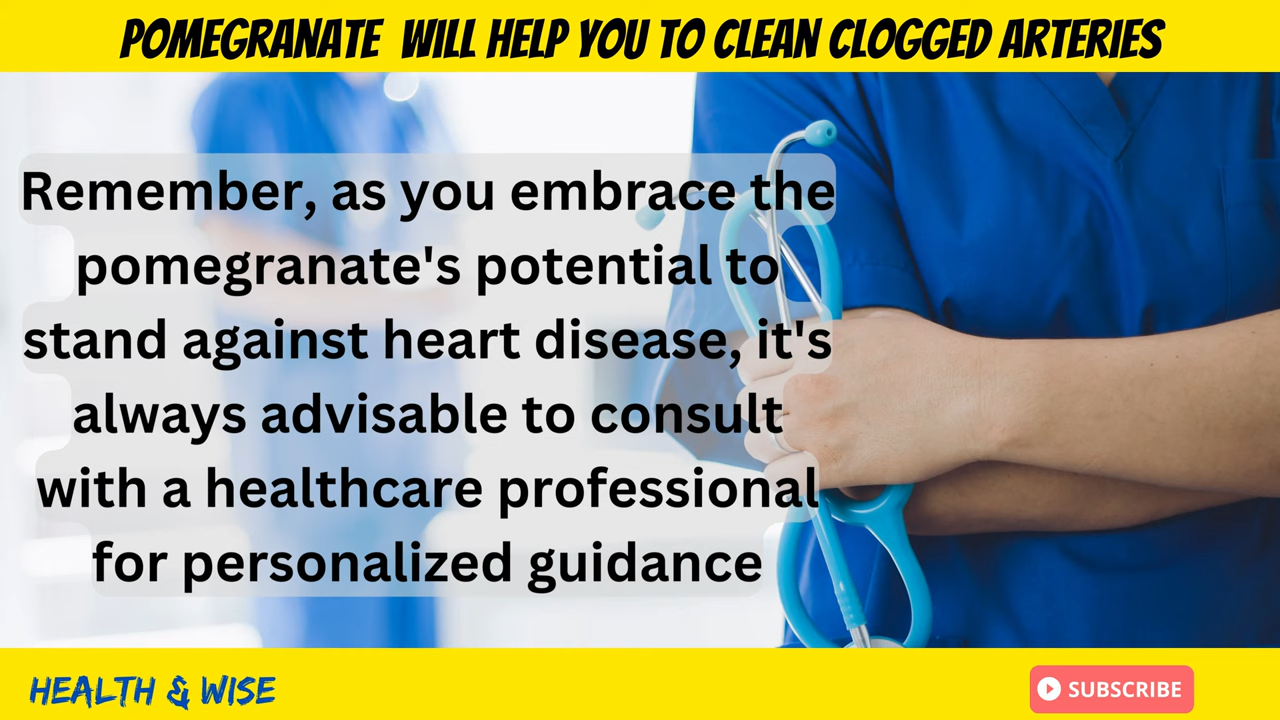 POMEGRANATE WILL HELP YOU TO CLEAN CLOGGED ARTERIES
Remember, as you embrace the
pomegranate's potential to
stand against heart disease, it's
always advisable to consult
with a healthcare professional
for personalized guidance
HEALTH & WISE
SUBSCRIBE